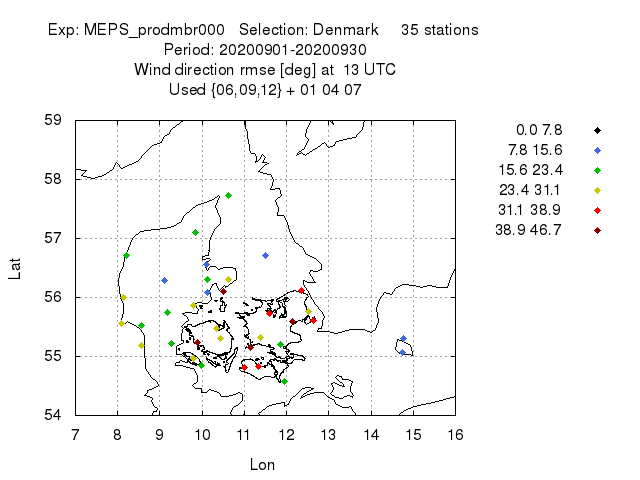 Exp: MEPS_prodmbr000 Selection: Denmark 35 stations
Period: 20200901-20200930
Wind direction rmse [deg] at 13 UTC
Used {06,09,12} + 01 04 07
59
58
57
56
55
54
Lat
7 8 9 10 11 12 13 14 15 16
Lon
0.0 7.8
7.8 15.6
15.6 23.4
23.4 31.1
31.1 38.9
38.9 46.7